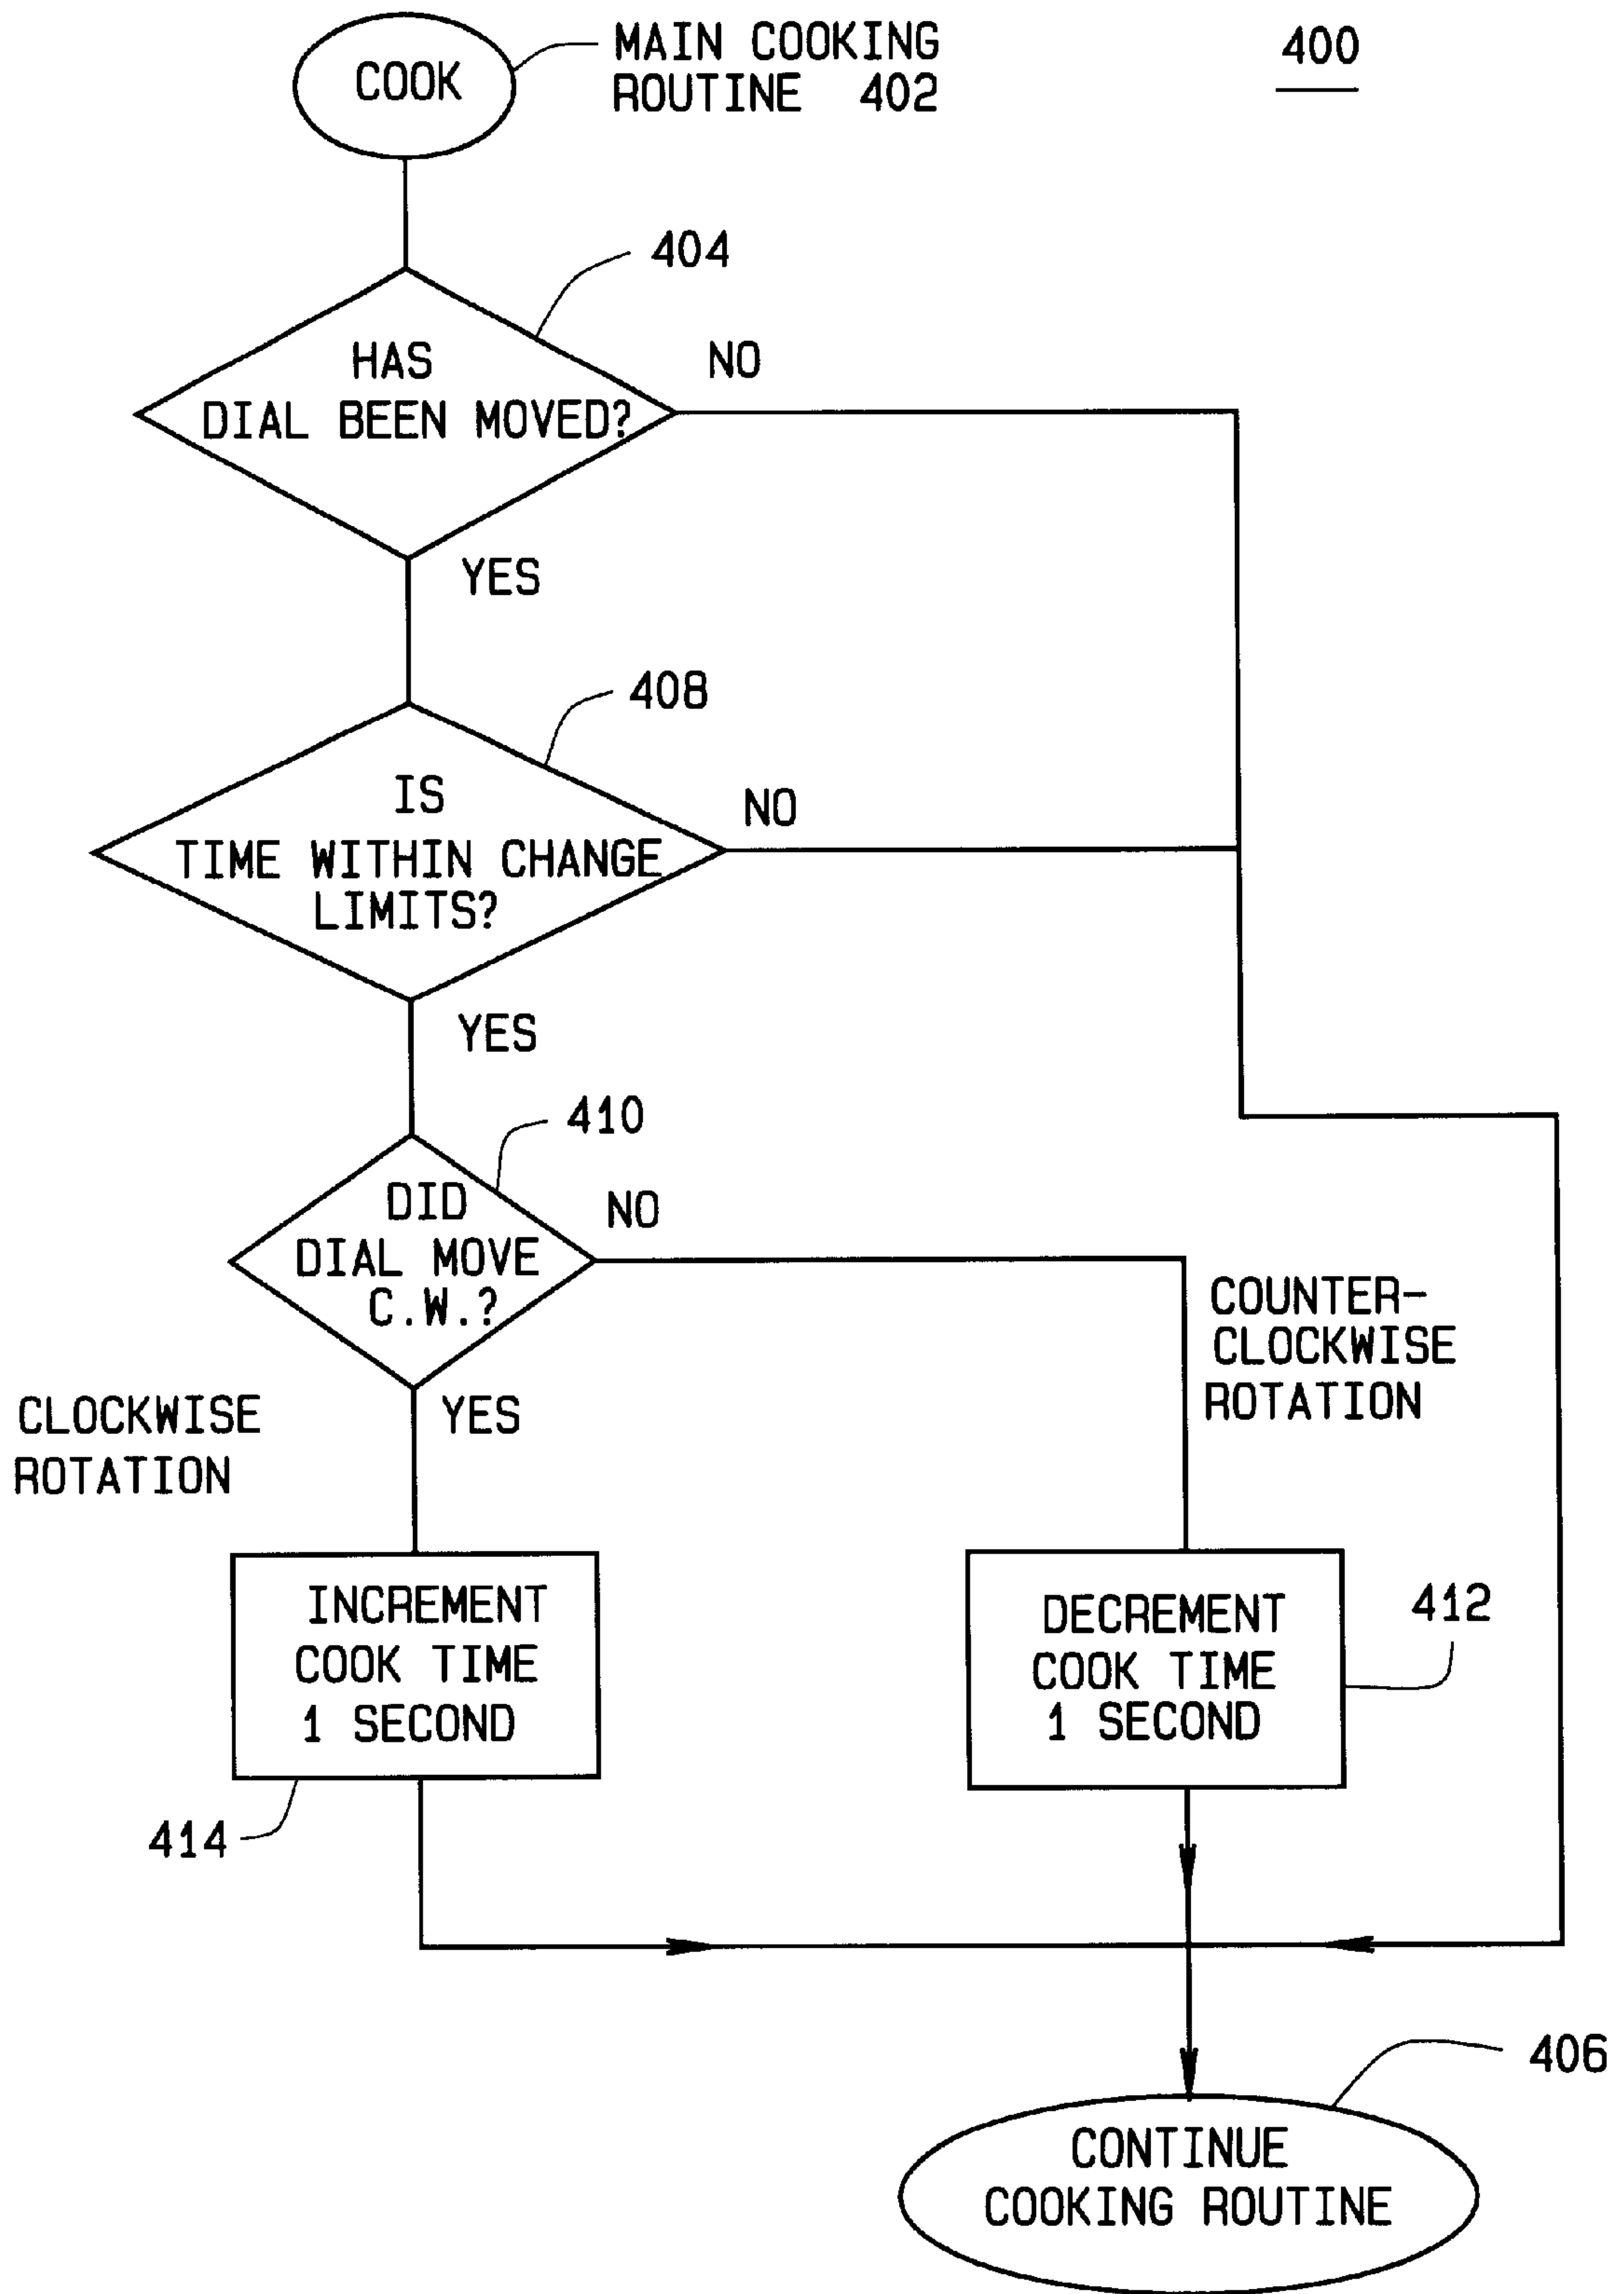 COOK
MAIN COOKING
ROUTINE 402
400
404
HAS
DIAL BEEN MOVED?
NO
YES
408
IS
TIME WITHIN CHANGE
LIMITS?
NO
YES
410
DID
DIAL MOVE
C.W.?
NO
COUNTER-
CLOCKWISE
ROTATION
CLOCKWISE
ROTATION
YES
INCREMENT
COOK TIME
1 SECOND
414
DECREMENT
COOK TIME
1 SECOND
412
406
CONTINUE
COOKING ROUTINE